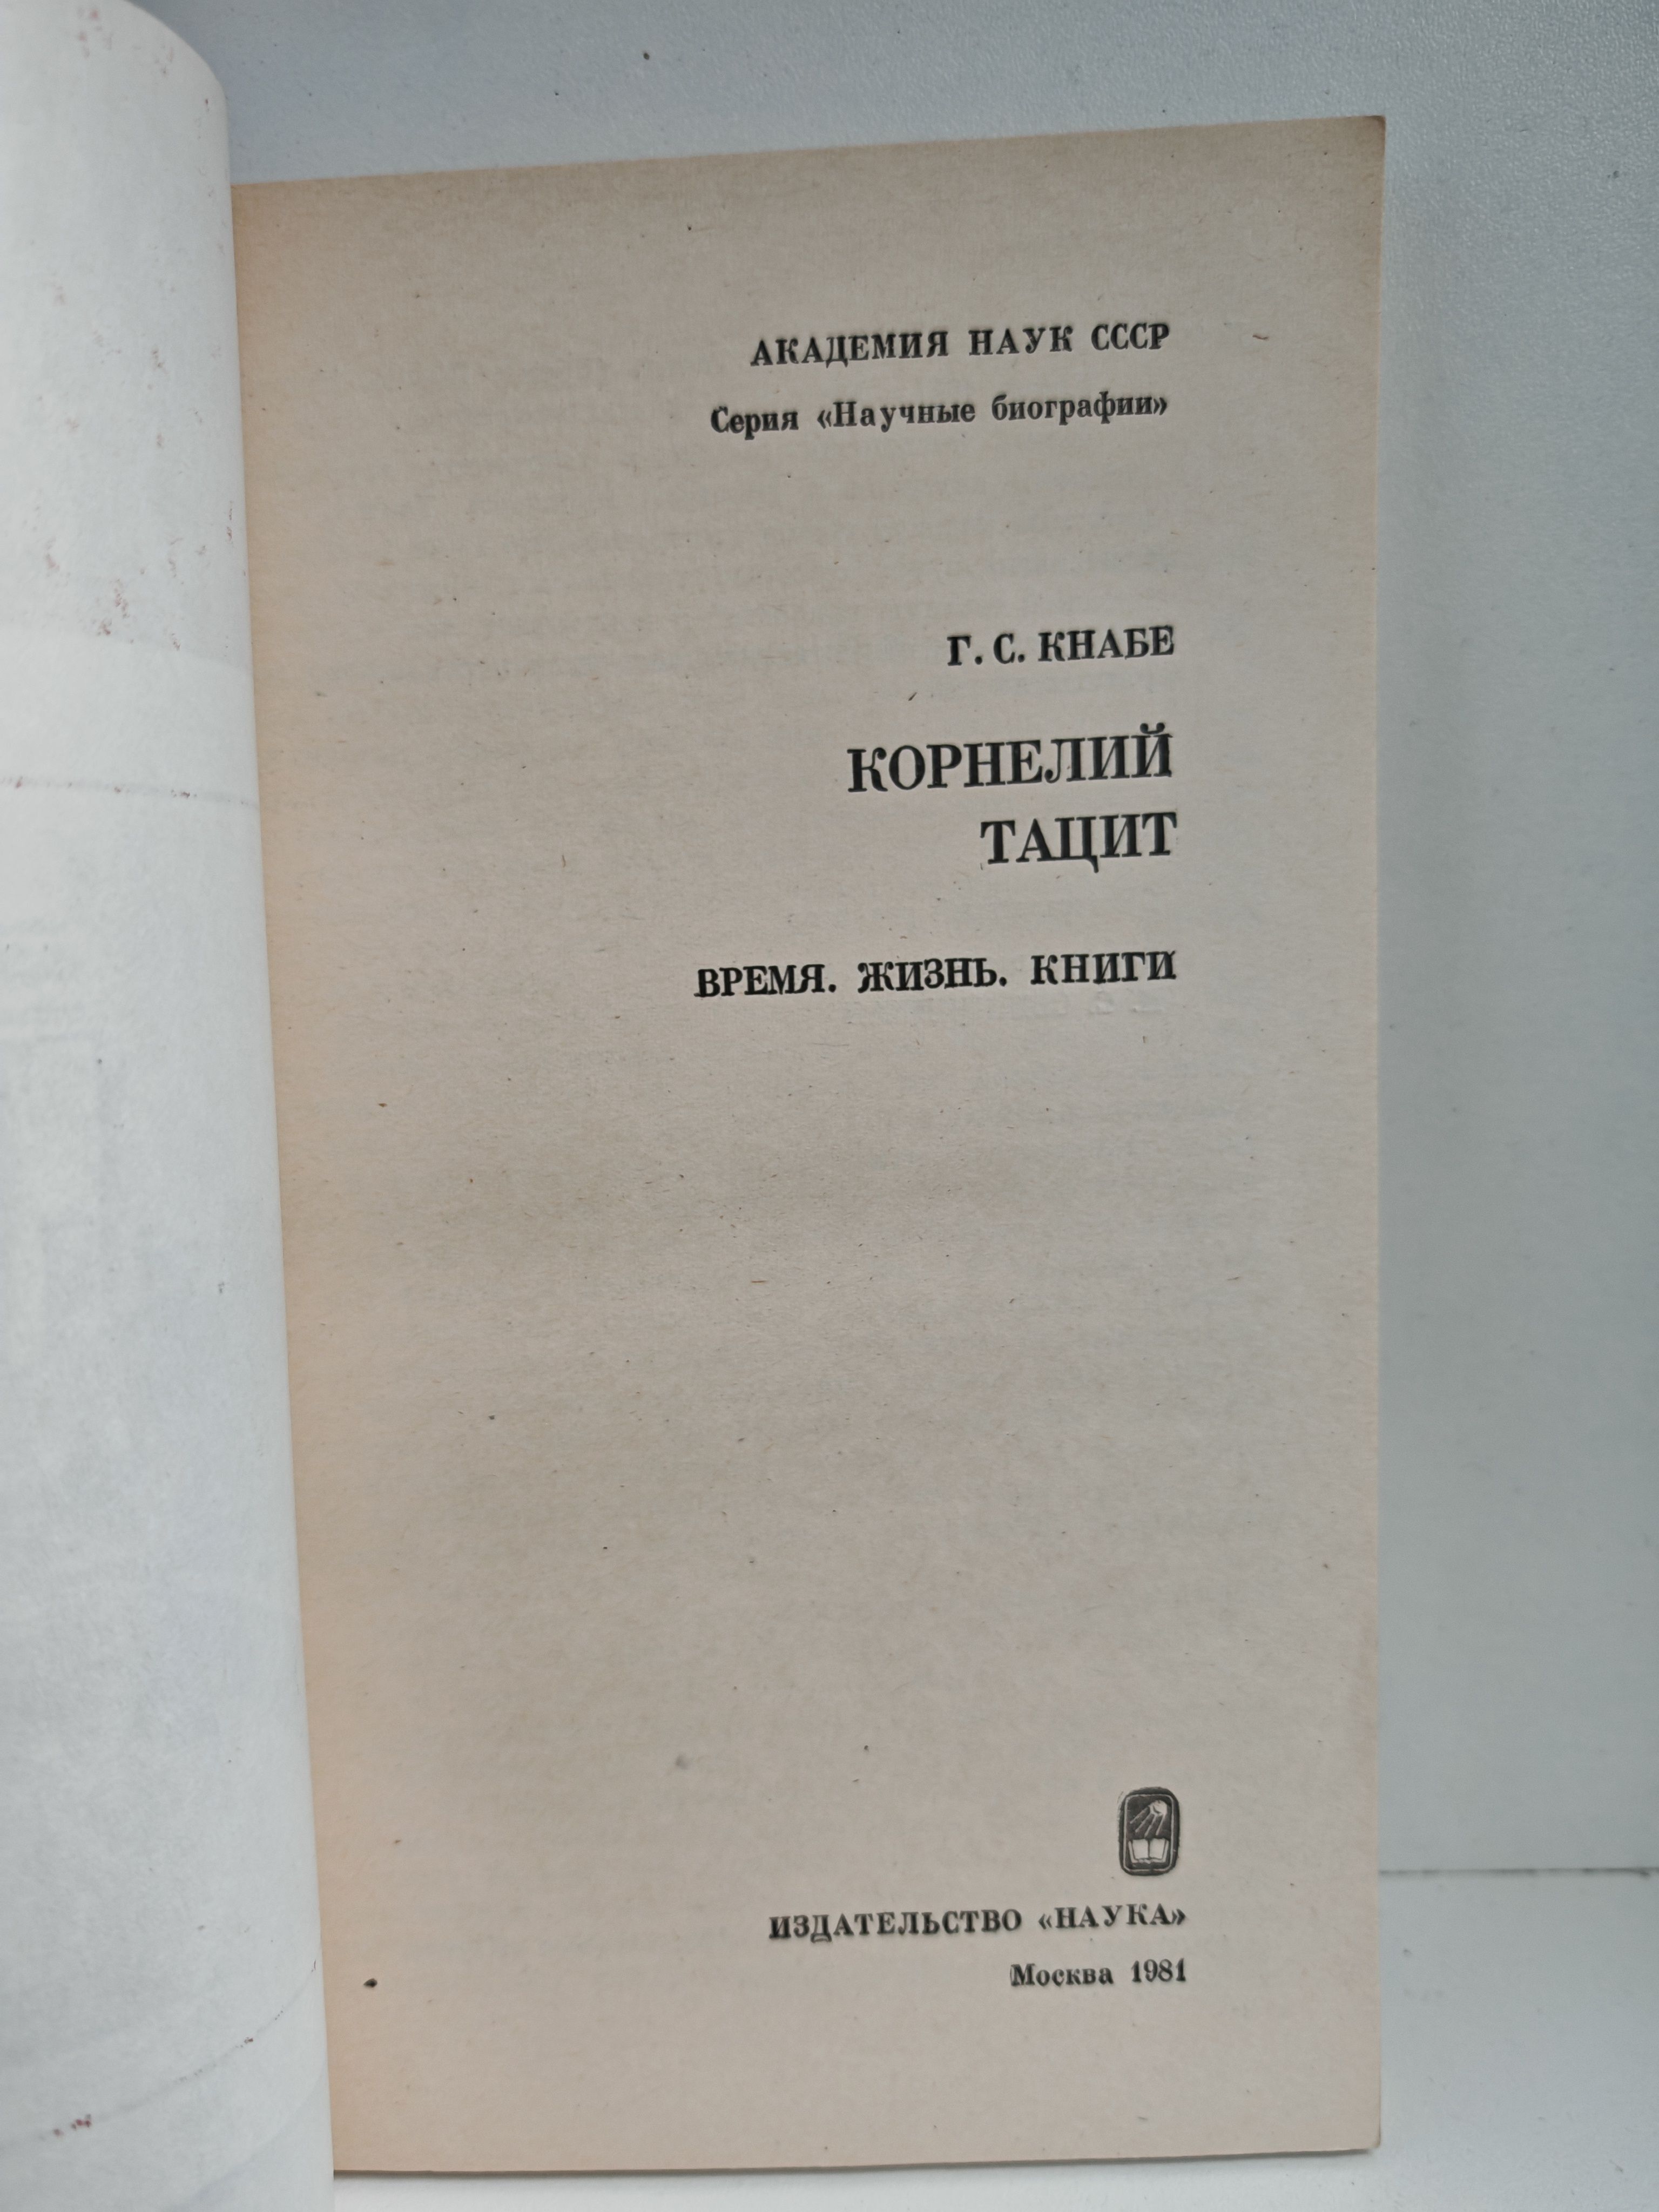 АКАДЕМИЯ НАУК СССР
Серия «Научные биографии»
Г. С. КНАБЕ
КОРНЕЛИЙ
ТАЦИТ
ВРЕМЯ. ЖИЗНЬ. КНИГИ
ИЗДАТЕЛЬСТВО «НАУКА»
Москва 1981